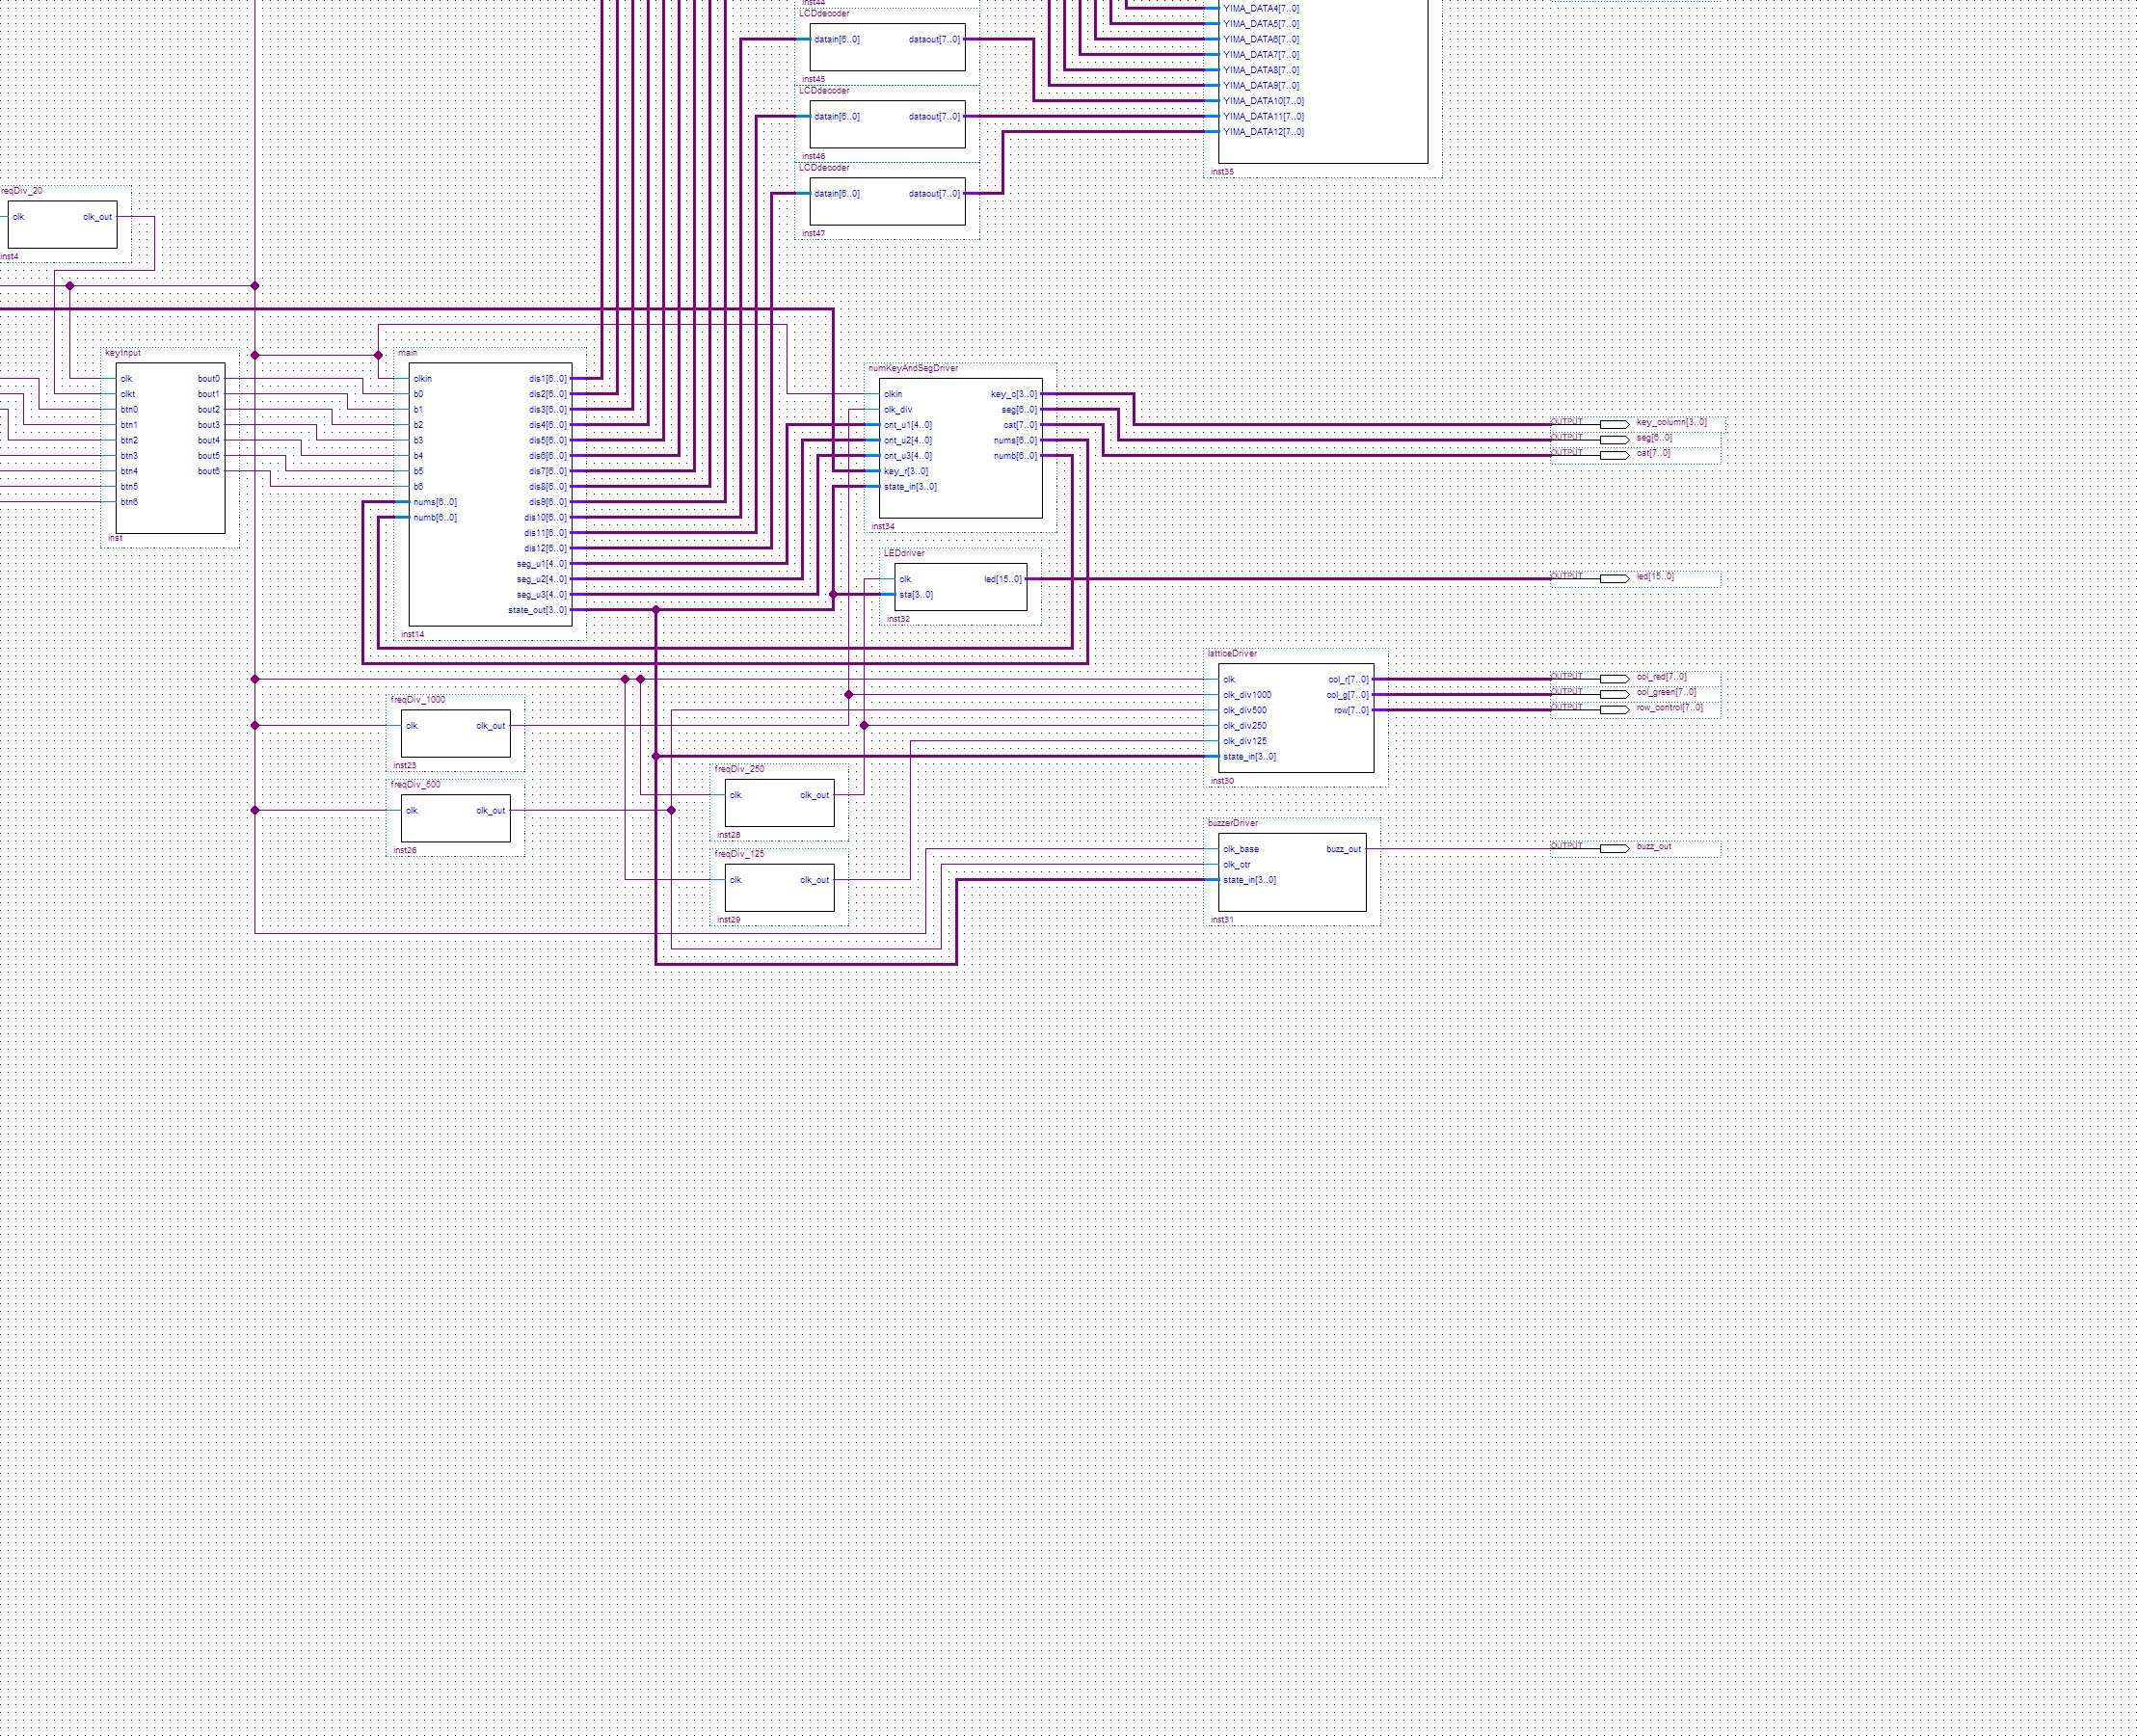 inst44
LCDdecoder
datain[6..0] dataout[7..0]
inst45
LCDdecoder
datain[6..0] dataout[7..0]
inst46
LCDdecoder
datain[6..0] dataout[7..0]
inst47
YIMA_DATA4[7..0]
YIMA_DATA5[7..0]
YIMA_DATA6[7..0]
YIMA_DATA7[7..0]
YIMA_DATA8[7..0]
YIMA_DATA9[7..0]
YIMA_DATA10[7..0]
YIMA_DATA11[7..0]
YIMA_DATA12[7..0]
inst35
reqDiv_20
clk clk_out
inst4
keyInput
clk bout0
clkt bout1
btn0 bout2
btn1 bout3
btn2 bout4
btn3 bout5
btn4 bout6
btn5
btn6
inst
main
clkin dis1[6..0]
b0 dis2[6..0]
b1 dis3[6..0]
b2 dis4[6..0]
b3 dis5[6..0]
b4 dis6[6..0]
b5 dis7[6..0]
b6 dis8[6..0]
nums[6..0] dis9[6..0]
numb[6..0] dis10[6..0]
dis11[6..0]
dis12[6..0]
seg_u1[4..0]
seg_u2[4..0]
seg_u3[4..0]
state_out[3..0]
inst14
numKeyAndSegDriver
clkin key_o[3..0]
clk_div seg[6..0]
cnt_u1[4..0] cat[7..0]
cnt_u2[4..0] nums[6..0]
cnt_u3[4..0] numb[6..0]
key_r[3..0]
state_in[3..0]
inst34
OUTPUT key_column[3..0]
OUTPUT seg[6..0]
OUTPUT cat[7..0]
LEDdriver
clk led[15..0]
sta[3..0]
inst32
OUTPUT led[15..0]
latticeDriver
clk col_r[7..0]
clk_div1000 col_g[7..0]
clk_div500 row[7..0]
clk_div250
clk_div125
state_in[3..0]
inst30
OUTPUT col_red[7..0]
OUTPUT col_green[7..0]
OUTPUT row_control[7..0]
freqDiv_1000
clk clk_out
inst23
freqDiv_500
clk clk_out
inst26
freqDiv_250
clk clk_out
inst28
freqDiv_125
clk clk_out
inst29
buzzerDriver
clk_base buzz_out
clk_ctr
state_in[3..0]
inst31
OUTPUT buzz_out